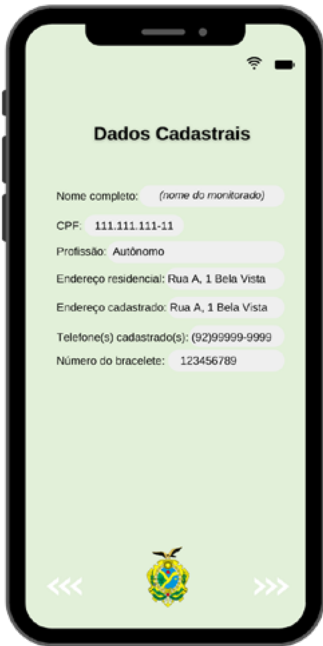 Dados Cadastrais
Nome completo: (nome do monitorado)
CPF: 111.111.111-11
Profissão: Autônomo
Endereço residencial: Rua A, 1 Bela Vista
Endereço cadastrado: Rua A, 1 Bela Vista
Telefone(s) cadastrado(s): (92)99999-9999
Número do bracelete: 123456789